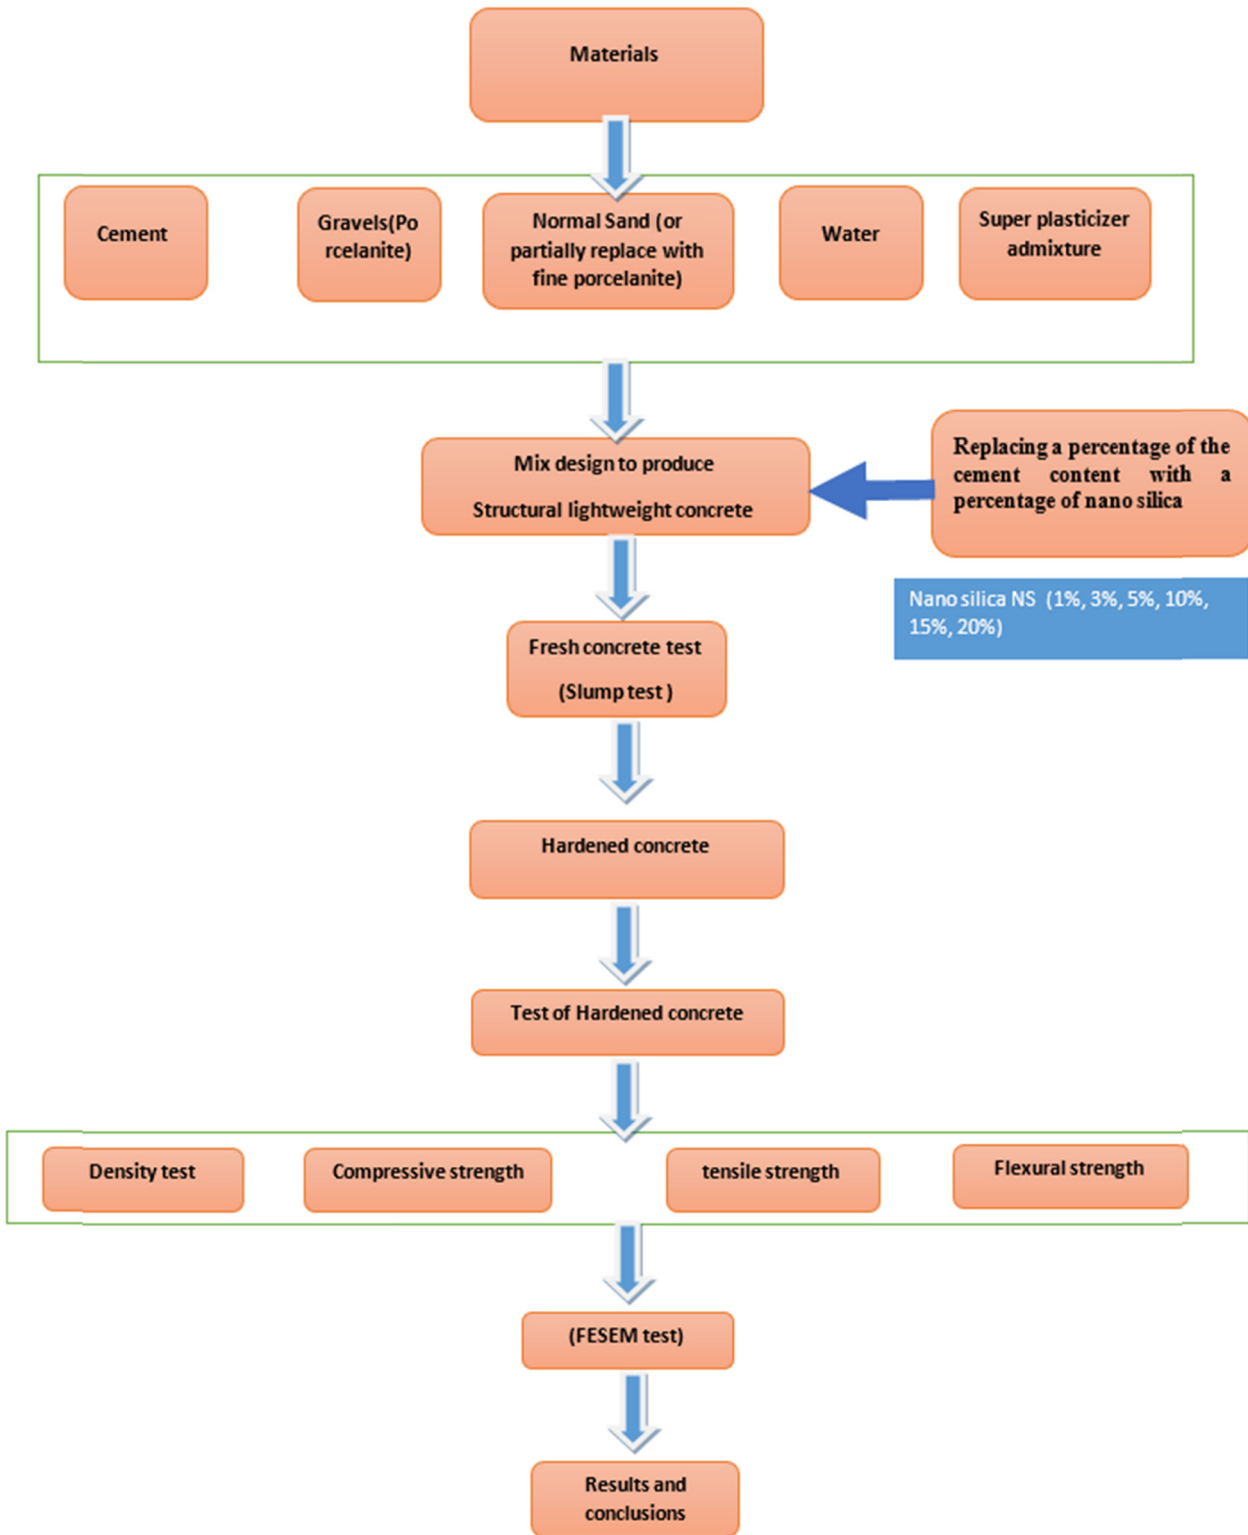 Materials
Cement
Gravels(Po
rcelanite)
Normal Sand (or
partially replace with
fine porcelanite)
Water
Super plasticizer
admixture
Mix design to produce
Structural lightweight concrete
Replacing a percentage of the
cement content with a
percentage of nano silica
Nano silica NS (1%, 3%, 5%, 10%,
15%, 20%)
Fresh concrete test
(Slump test )
Hardened concrete
Test of Hardened concrete
Density test
Compressive strength
tensile strength
Flexural strength
(FESEM test)
Results and
conclusions